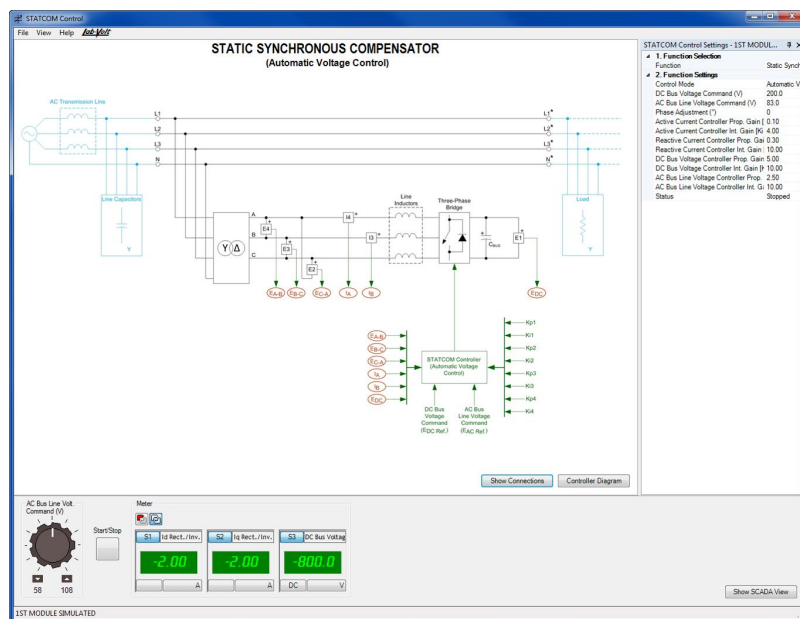 STATCOM Control
File View Help Lab-Volt
STATIC SYNCHRONOUS COMPENSATOR
(Automatic Voltage Control)
AC Transmission Line
L1
L2
L3
N
L1*
L2*
L3*
N*
Line Capacitors
Y
Load
Y
A
B
C
Y Δ
E4 +
E3 +
E2 +
I4 +
I3 +
Line
Inductors
Three-Phase
Bridge
+
CBUS
E1 +
EA-B
EB-C
EC-A
IA
IB
EDC
EA-B
EB-C
EC-A
IA
IB
EDC
STATCOM Controller
(Automatic Voltage
Control)
Kp1
Ki1
Kp2
Ki2
Kp3
Ki3
Kp4
Ki4
DC Bus
Voltage
Command
(EDC Ref.)
AC Bus
Line Voltage
Command
(EAC Ref.)
Show Connections
Controller Diagram
STATCOM Control Settings - 1ST MODUL...
1. Function Selection
Function Static Synch
2. Function Settings
Control Mode Automatic V
DC Bus Voltage Command (V) 200.0
AC Bus Line Voltage Command (V) 83.0
Phase Adjustment (°) 0
Active Current Controller Prop. Gain [ 0.10
Active Current Controller Int. Gain [Ki 4.00
Reactive Current Controller Prop. Gai 0.30
Reactive Current Controller Int. Gain 10.00
DC Bus Voltage Controller Prop. Gain 5.00
DC Bus Voltage Controller Int. Gain [K 10.00
AC Bus Line Voltage Controller Prop. 2.50
AC Bus Line Voltage Controller Int. G 10.00
Status Stopped
AC Bus Line Volt.
Command (V)
58 108
Start/Stop
Meter
S1 Id Rect./Inv.
-2.00
A
S2 Iq Rect./Inv.
-2.00
A
S3 DC Bus Voltag
-800.0
DC V
Show SCADA View
1ST MODULE SIMULATED